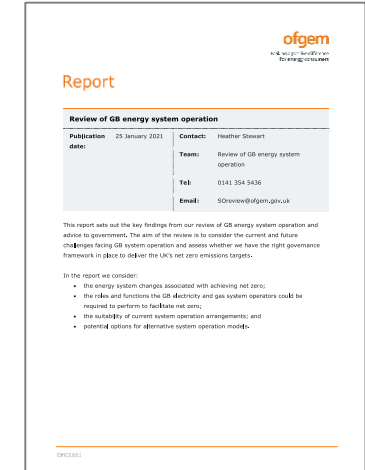 ofgem
Making a positive difference
for energy consumers
Report
Review of GB energy system operation
Publication date: 25 January 2021
Contact: Heather Stewart
Team: Review of GB energy system operation
Tel: 0141 354 5436
Email: SOreview@ofgem.gov.uk
This report sets out the key findings from our review of GB energy system operation and
advice to government. The aim of the review is to consider the current and future
challenges facing GB system operation and assess whether we have the right governance
framework in place to deliver the UK's net zero emissions targets.
In the report we consider:
• the energy system changes associated with achieving net zero;
• the roles and functions the GB electricity and gas system operators could be
required to perform to facilitate net zero;
• the suitability of current system operation arrangements; and
• potential options for alternative system operation models.